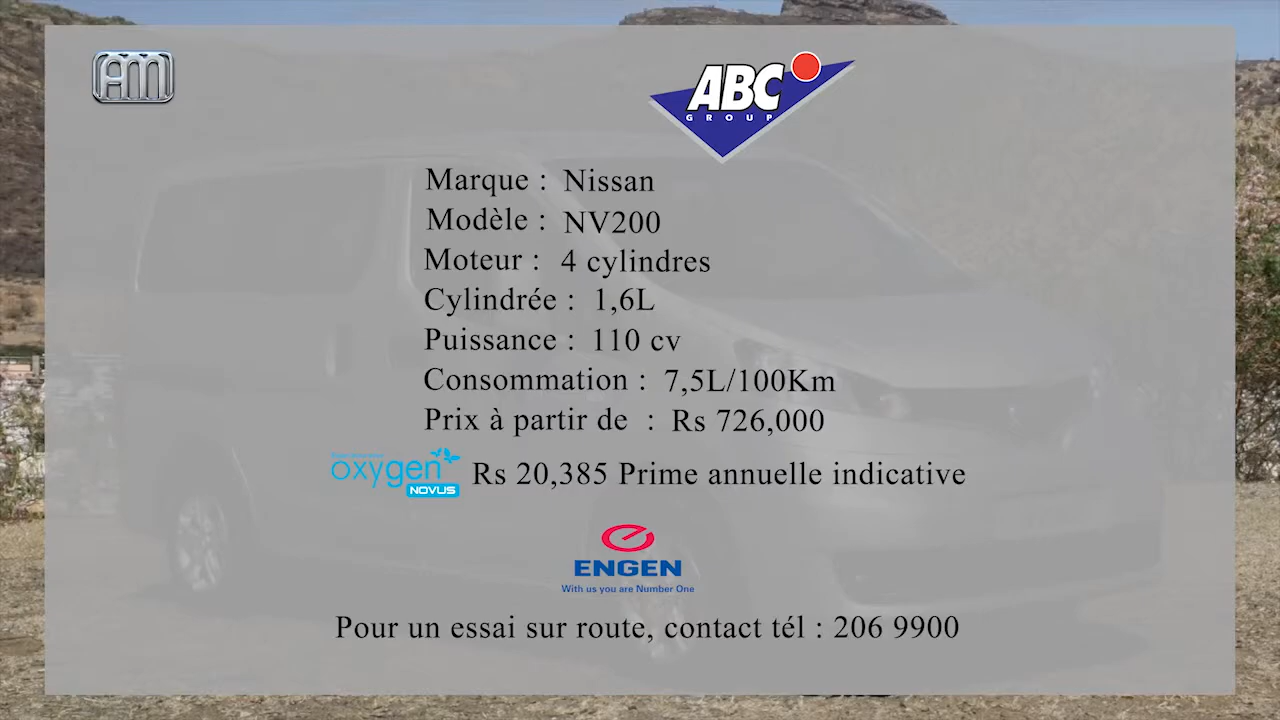 AM
ABC
GROUP
Marque : Nissan
Modèle : NV200
Moteur : 4 cylindres
Cylindrée : 1,6L
Puissance : 110 cv
Consommation : 7,5L/100Km
Prix à partir de : Rs 726,000
oxygen
NOVUS
Rs 20,385 Prime annuelle indicative
ENGEN
With us you are Number One
Pour un essai sur route, contact tél : 206 9900